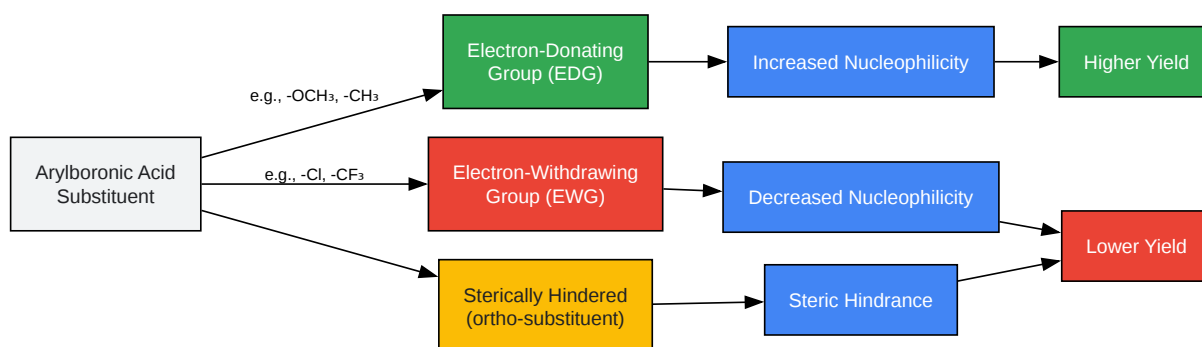 Arylboronic Acid
Substituent
e.g., -OCH₃, -CH₃
e.g., -Cl, -CF₃
Electron-Donating
Group (EDG)
Increased Nucleophilicity
Higher Yield
Electron-Withdrawing
Group (EWG)
Decreased Nucleophilicity
Lower Yield
Sterically Hindered
(ortho-substituent)
Steric Hindrance